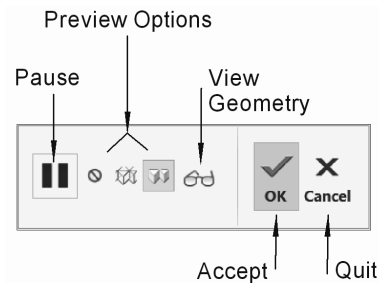 Preview Options
Pause
View
Geometry
OK Cancel
Accept
Quit